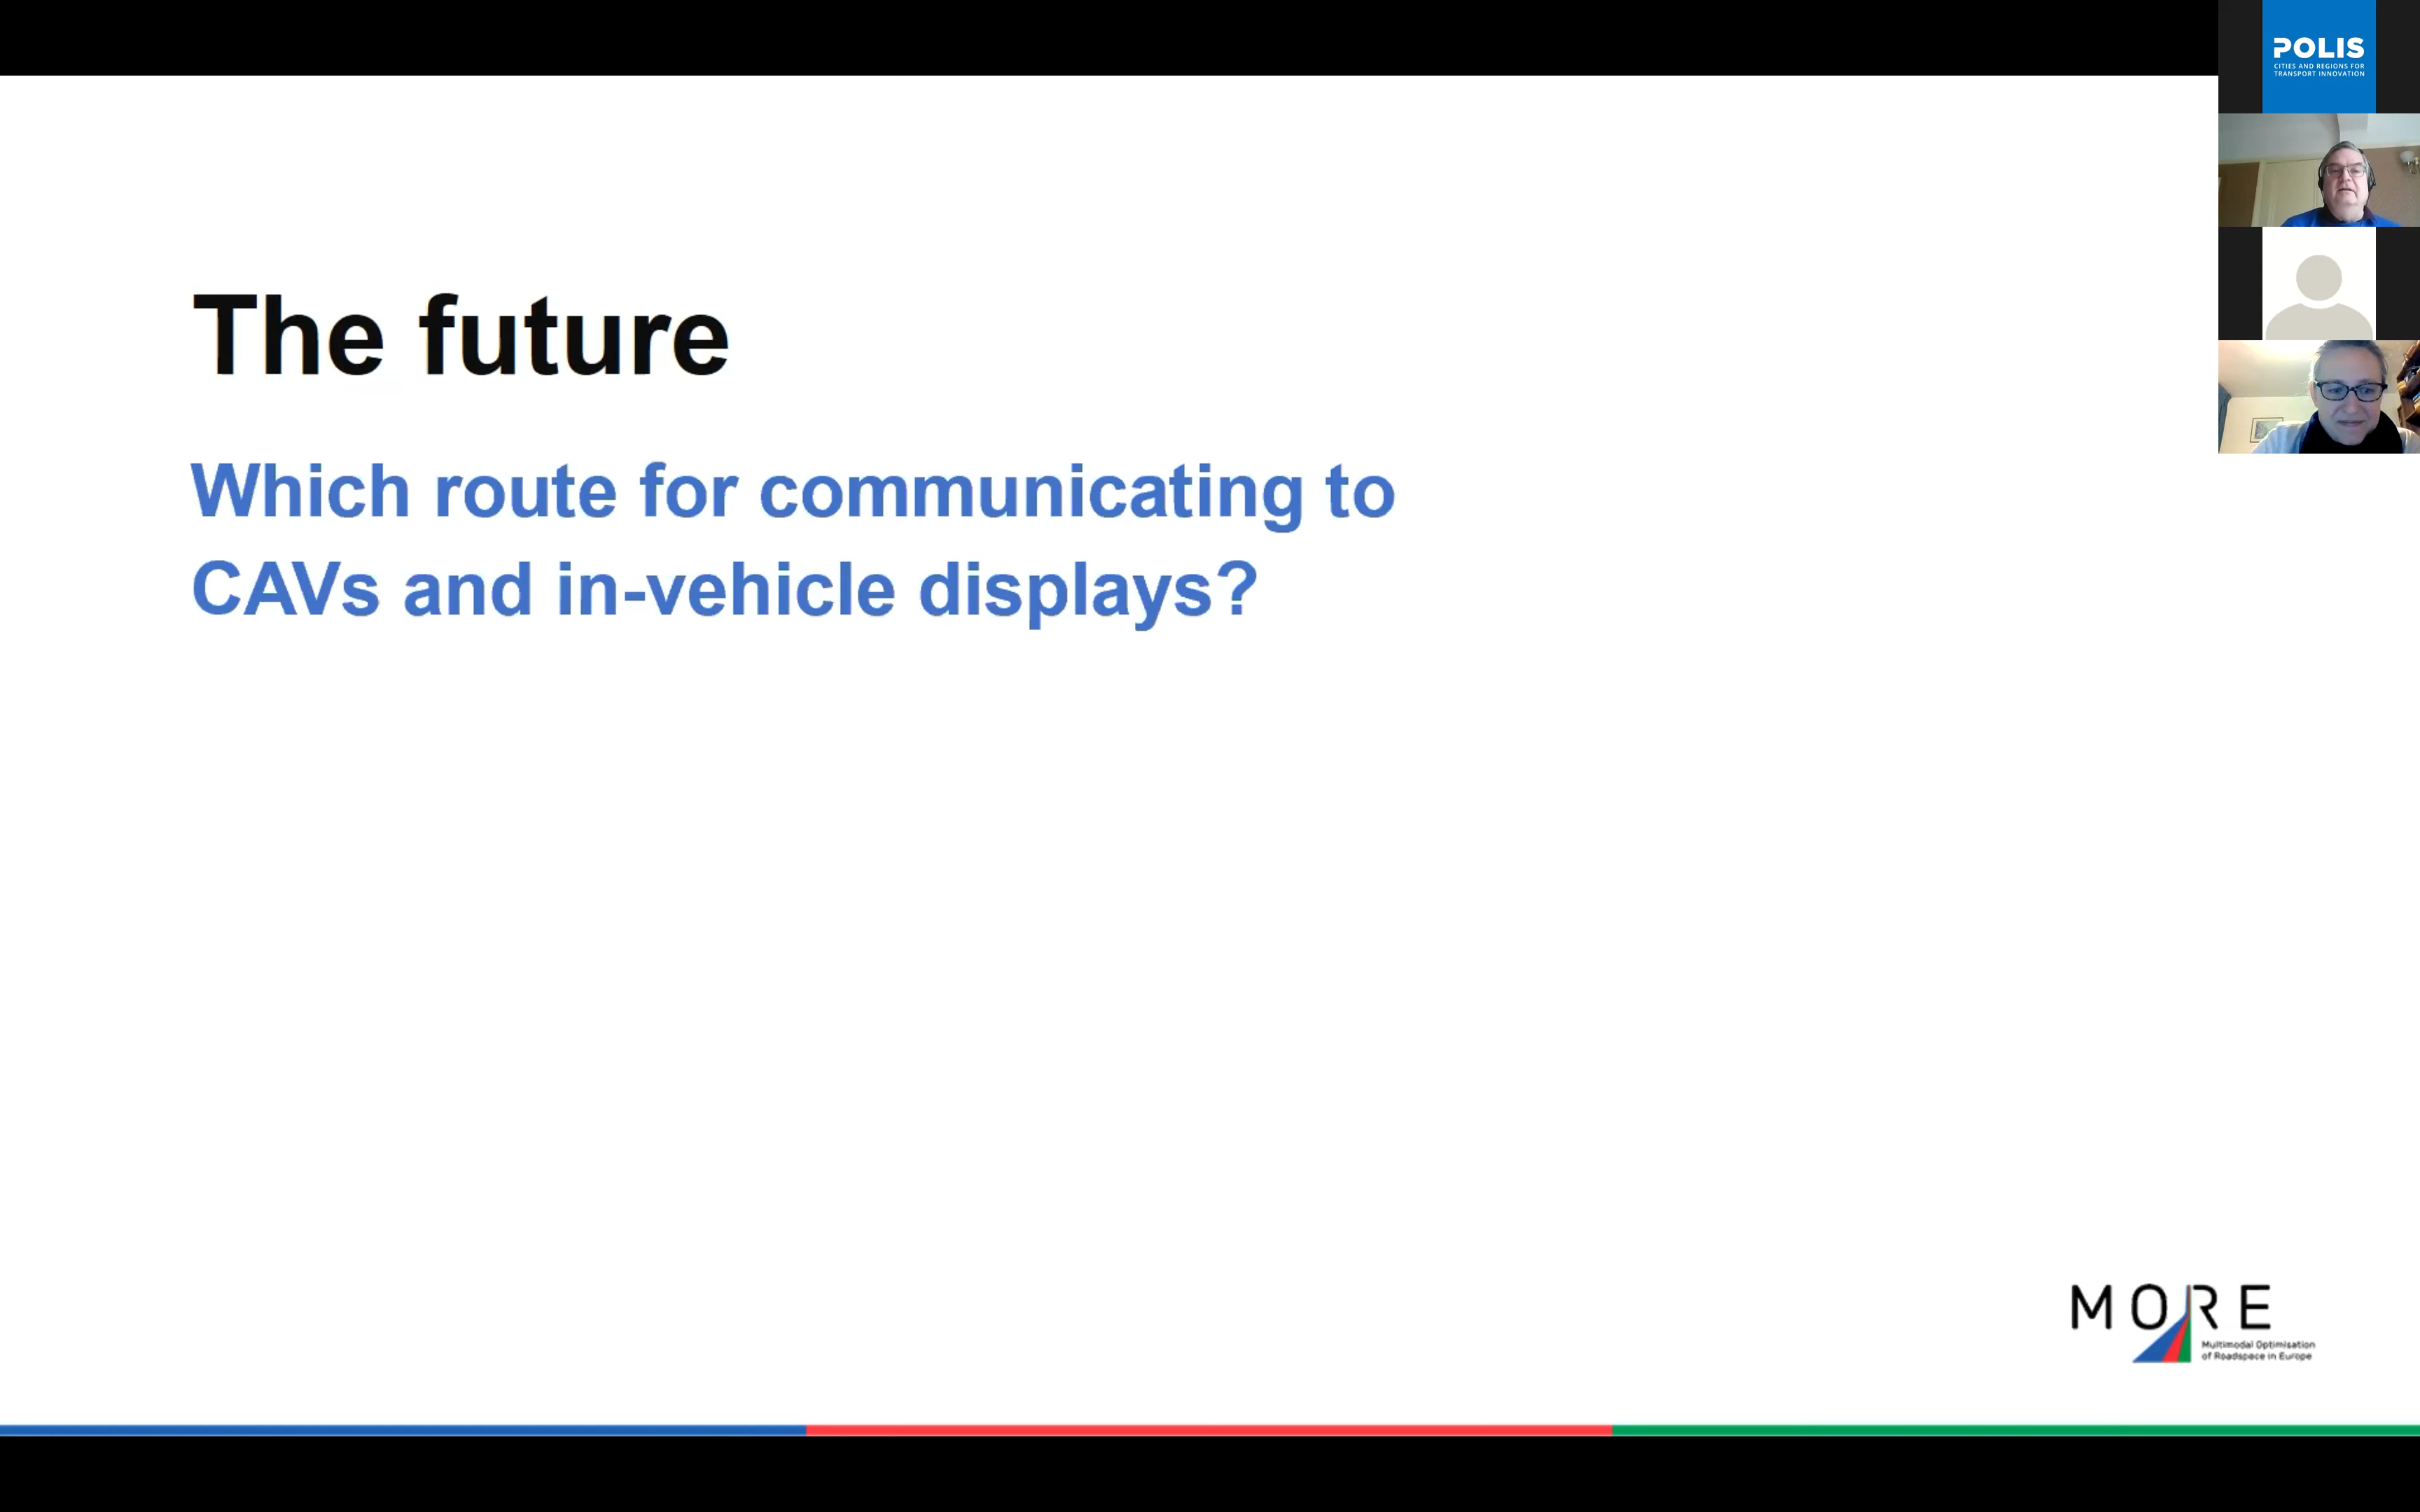 POLIS
CITIES AND REGIONS FOR
TRANSPORT INNOVATION
The future
Which route for communicating to
CAVs and in-vehicle displays?
MORE
Multimodal Optimisation
of Roadspace in Europe